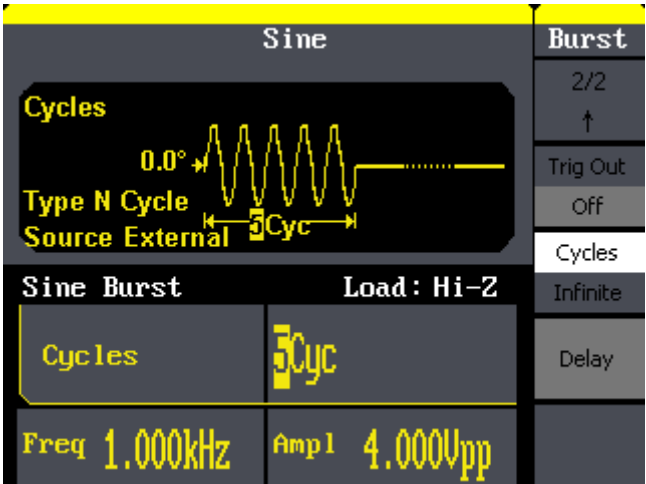 Sine
Cycles
0.0°
Type N Cycle
Source External
5Cyc
Sine Burst Load: Hi-Z
Cycles 5Cyc
Freq 1.000kHz Ampl 4.000Vpp
Burst
2/2
↑
Trig Out
Off
Cycles
Infinite
Delay